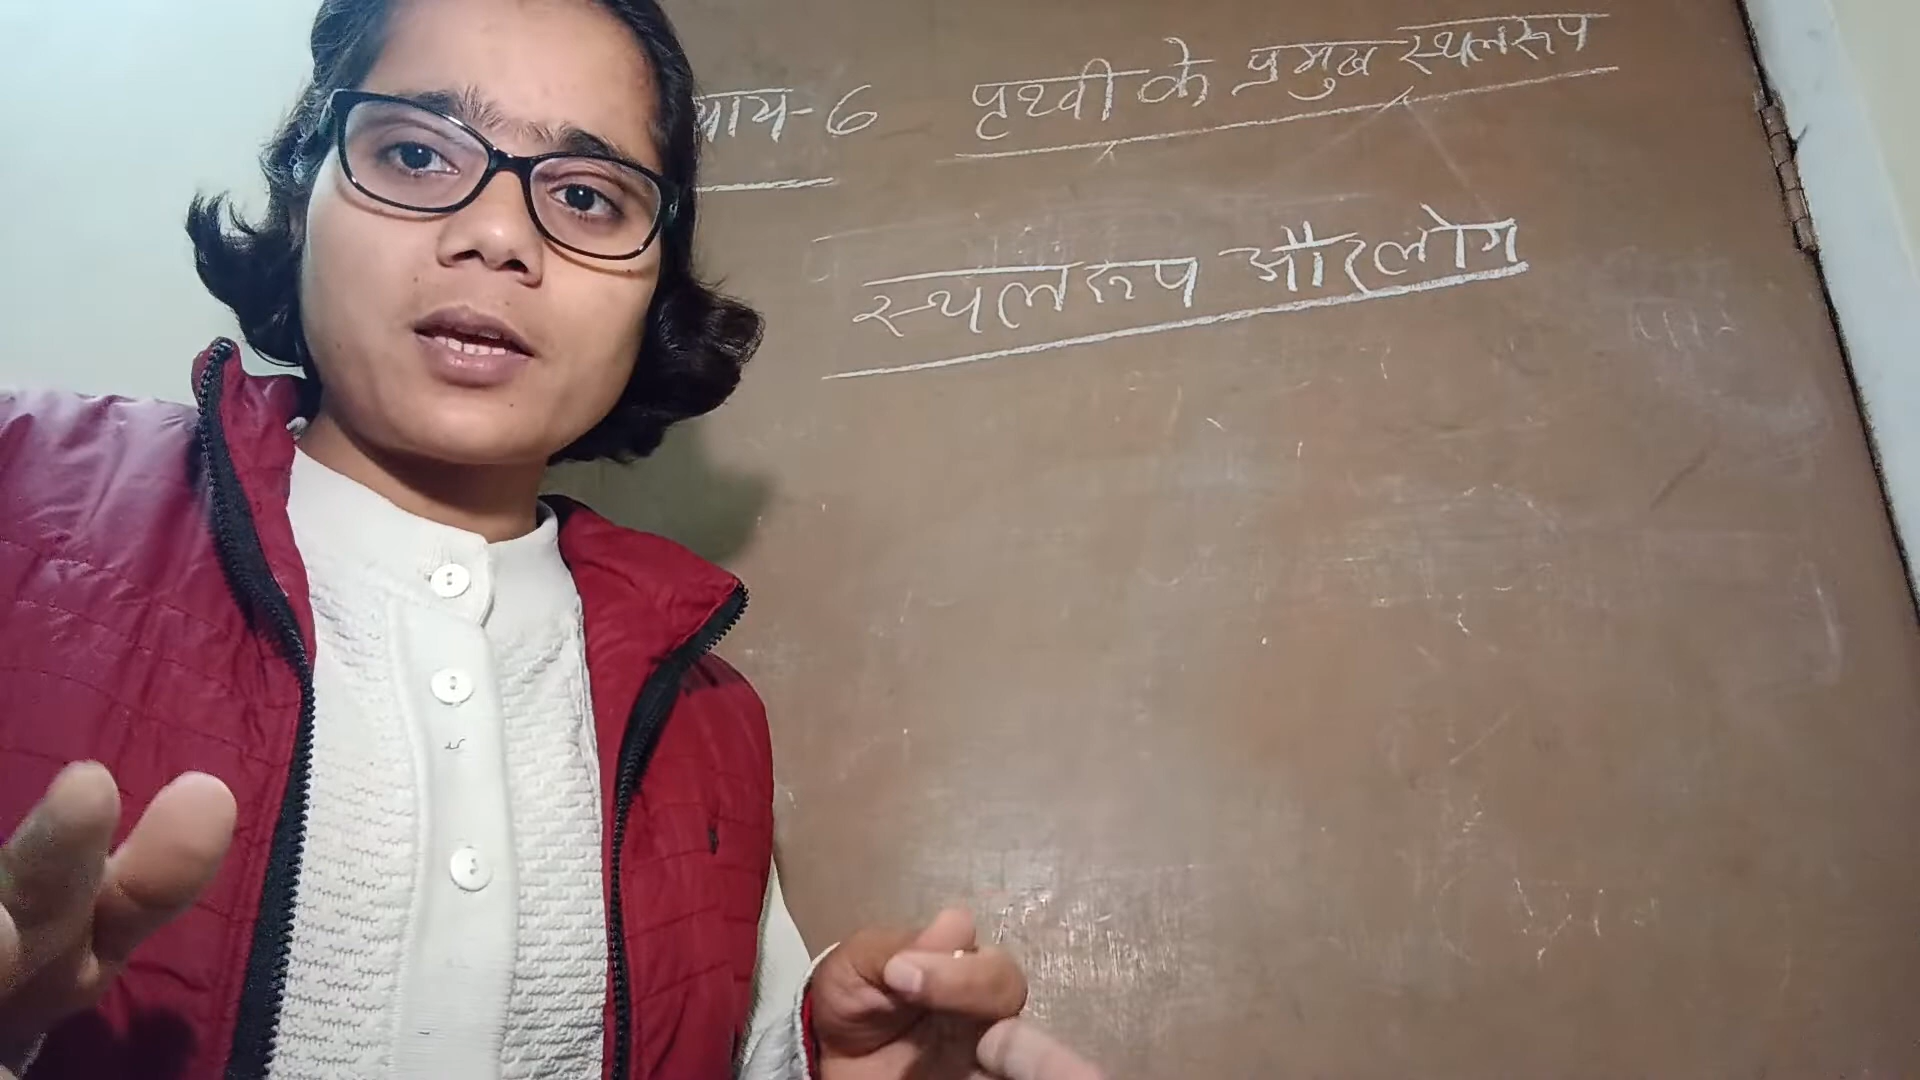 याय-6 पृथ्वी के प्रमुख स्थलरूप
स्थलरूप और लोग